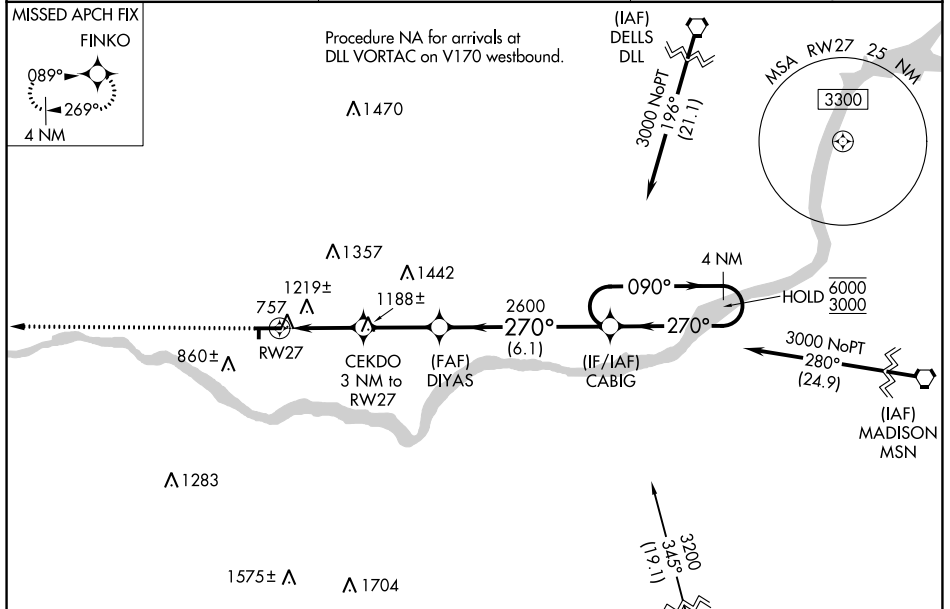 MISSED APCH FIX
FINKO
089°
269°
4 NM
Procedure NA for arrivals at
DLL VORTAC on V170 westbound.
(IAF)
DELLS
DLL
3000 NoPT
196°
(21.1)
MSA RW27 25 NM
3300
1470
1357
1442
1219±
1188±
757
860±
RW27
CEKDO
3 NM to
RW27
(FAF)
DIYAS
2600
270°
(6.1)
(IF/IAF)
CABIG
090°
270°
4 NM
HOLD 6000
3000
3000 NoPT
280°
(24.9)
(IAF)
MADISON
MSN
1283
1575±
1704
3200
345°
(19.1)